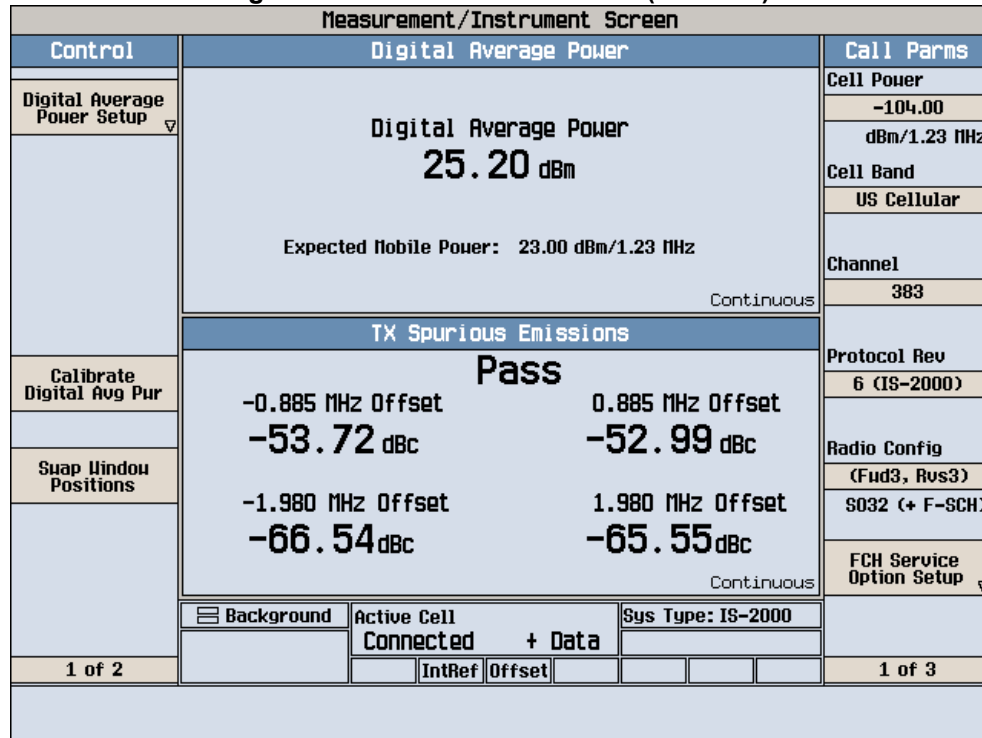 Measurement/Instrument Screen
Control
Digital Average
Power Setup
Calibrate
Digital Avg Pwr
Swap Window
Positions
1 of 2
Digital Average Power
Digital Average Power
25.20 dBm
Expected Mobile Power: 23.00 dBm/1.23 MHz
Continuous
TX Spurious Emissions
Pass
-0.885 MHz Offset 0.885 MHz Offset
-53.72 dBc -52.99 dBc
-1.980 MHz Offset 1.980 MHz Offset
-66.54 dBc -65.55 dBc
Continuous
Background
Active Cell
Connected + Data
Sys Type: IS-2000
IntRef Offset
Call Parms
Cell Power
-104.00
dBm/1.23 MHz
Cell Band
US Cellular
Channel
383
Protocol Rev
6 (IS-2000)
Radio Config
(Fwd3, Rvs3)
SO32 (+ F-SCH)
FCH Service
Option Setup
1 of 3